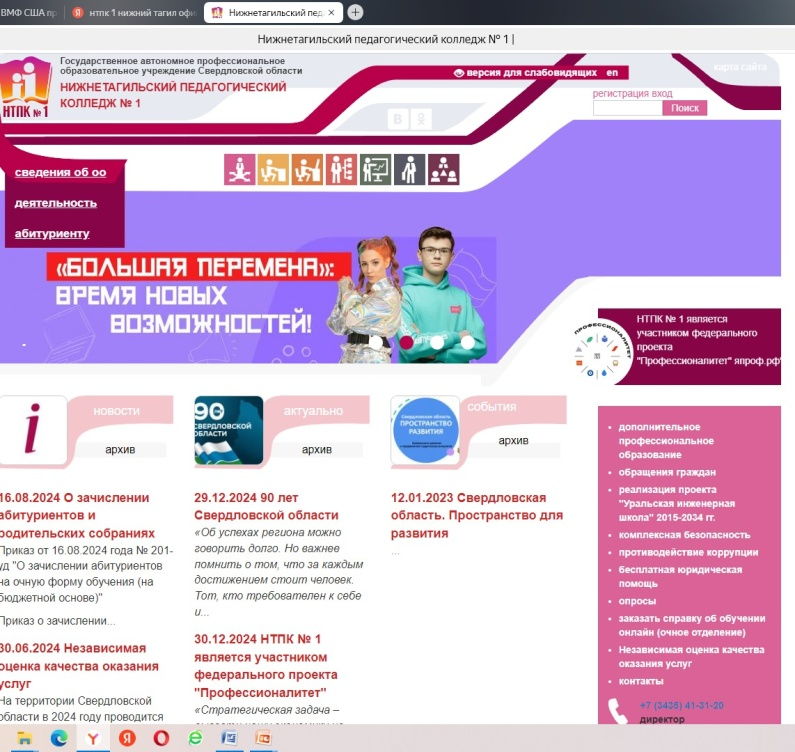 ВМФ США
нтпк 1 нижний тагил офи
Нижнетагильский пед
Нижнетагильский педагогический колледж № 1 |
НТПК № 1
Государственное автономное профессиональное
образовательное учреждение Свердловской области
НИЖНЕТАГИЛЬСКИЙ ПЕДАГОГИЧЕСКИЙ
КОЛЛЕДЖ № 1
версия для слабовидящих en
карта сайта
регистрация вход
Поиск
сведения об оо
деятельность
абитуриенту
«БОЛЬШАЯ ПЕРЕМЕНА»:
ВРЕМЯ НОВЫХ
ВОЗМОЖНОСТЕЙ!
ПРОФЕССИОНАЛИТЕТ
НТПК № 1 является
участником федерального
проекта
"Профессионалитет" япроф.рф"
новости
архив
90
СВЕРДЛОВСКОЙ
ОБЛАСТИ
актуально
архив
Свердловская область
ПРОСТРАНСТВО
РАЗВИТИЯ
события
архив
16.08.2024 О зачислении
абитуриентов и
родительских собраниях
Приказ от 16.08.2024 года № 201-
уд "О зачислении абитуриентов
на очную форму обучения (на
бюджетной основе)"
Приказ о зачислении...
30.06.2024 Независимая
оценка качества оказания
услуг
На территории Свердловской
области в 2024 году проводится
29.12.2024 90 лет
Свердловской области
«Об успехах региона можно
говорить долго. Но важнее
помнить о том, что за каждым
достижением стоит человек.
Тот, кто требователен к себе
и...
30.12.2024 НТПК № 1
является участником
федерального проекта
"Профессионалитет"
«Стратегическая задача –
12.01.2023 Свердловская
область. Пространство для
развития
...
дополнительное
профессиональное
образование
обращения граждан
реализация проекта
"Уральская инженерная
школа" 2015-2034 гг.
комплексная безопасность
противодействие коррупции
бесплатная юридическая
помощь
опросы
заказать справку об обучении
онлайн (очное отделение)
Независимая оценка качества
оказания услуг
контакты
+7 (3435) 41-31-20
директор